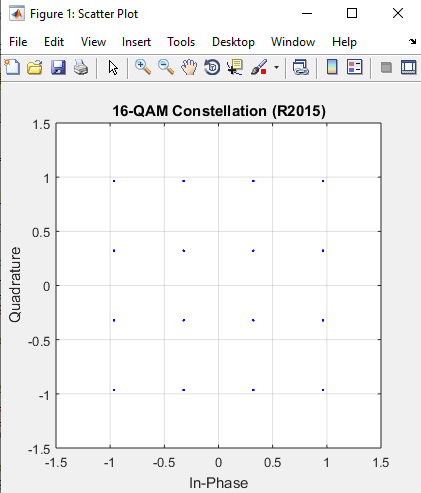 Figure 1: Scatter Plot
File Edit View Insert Tools Desktop Window Help
16-QAM Constellation (R2015)
1.5
1
0.5
0
-0.5
-1
-1.5
Quadrature
-1.5 -1 -0.5 0 0.5 1 1.5
In-Phase